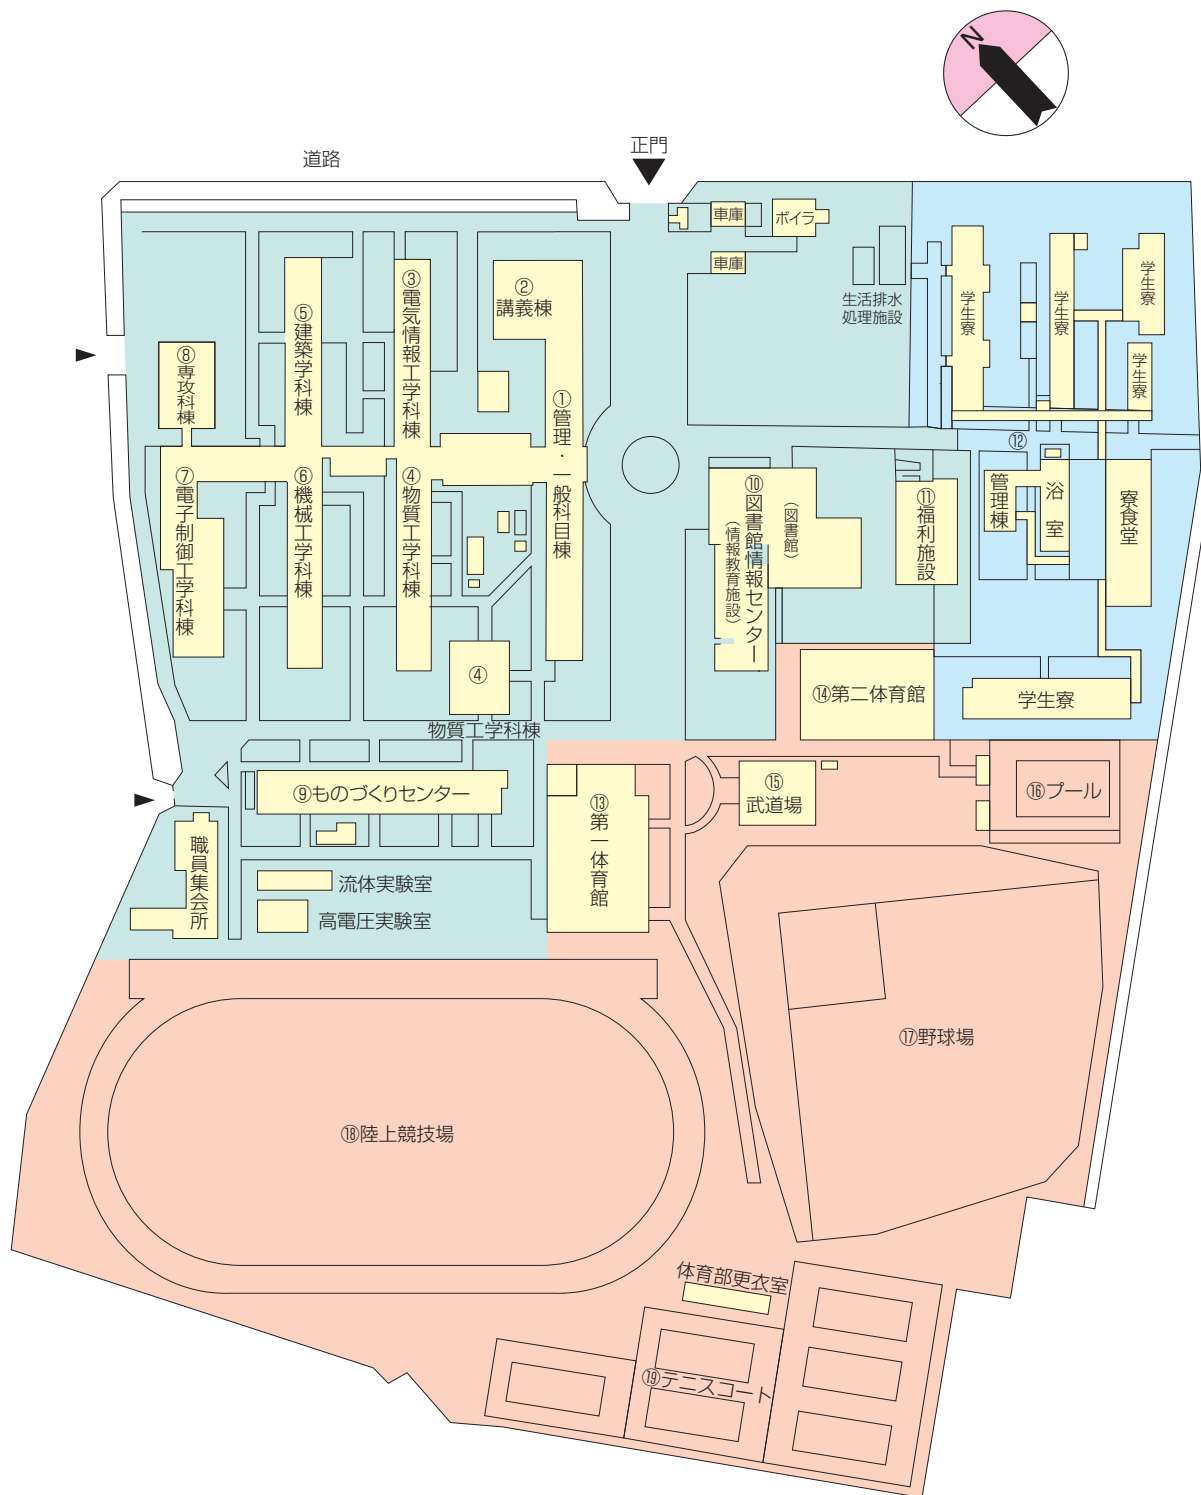 N
道路
正門
車庫
ボイラ
車庫
生活排水
処理施設
学生寮
学生寮
学生寮
学生寮
②
講義棟
③電気情報工学科棟
⑤建築学科棟
⑧専攻科棟
①管理・一般科目棟
④物質工学科棟
⑥機械工学科棟
⑦電子制御工学科棟
⑩図書館情報センター
(図書館)
(情報教育施設)
⑪福利施設
⑫
管理棟
浴室
寮食堂
④
物質工学科棟
⑭第二体育館
学生寮
⑨ものづくりセンター
⑬第一体育館
⑮
武道場
⑯プール
職員集会所
流体実験室
高電圧実験室
⑰野球場
⑱陸上競技場
体育部更衣室
⑲テニスコート